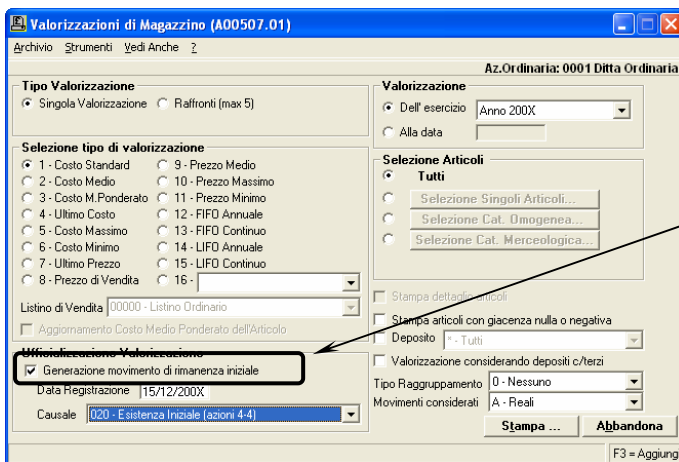 Valorizzazioni di Magazzino (A00507.01)
Archivio Strumenti Vedi Anche ?
Az.Ordinaria: 0001 Ditta Ordinaria
Tipo Valorizzazione
Singola Valorizzazione Raffronti (max 5)
Valorizzazione
Dell' esercizio Anno 200X
Alla data
Selezione tipo di valorizzazione
1 - Costo Standard 9 - Prezzo Medio
2 - Costo Medio 10 - Prezzo Massimo
3 - Costo M.Ponderato 11 - Prezzo Minimo
4 - Ultimo Costo 12 - FIFO Annuale
5 - Costo Massimo 13 - FIFO Continuo
6 - Costo Minimo 14 - LIFO Annuale
7 - Ultimo Prezzo 15 - LIFO Continuo
8 - Prezzo di Vendita 16 -
Listino di Vendita 00000 - Listino Ordinario
Aggiornamento Costo Medio Ponderato dell'Articolo
Selezione Articoli
Tutti
Selezione Singoli Articoli...
Selezione Cat. Omogenea...
Selezione Cat. Merceologica...
Stampa dettaglio articoli
Stampa articoli con giacenza nulla o negativa
Deposito * - Tutti
Valorizzazione considerando depositi c/terzi
Tipo Raggruppamento 0 - Nessuno
Movimenti considerati A - Reali
Ufficializzazione Valorizzazione
Generazione movimento di rimanenza iniziale
Data Registrazione 15/12/200X
Causale 020 - Esistenza Iniziale (azioni 4-4)
Stampa ... Abbandona
F3 = Aggiung